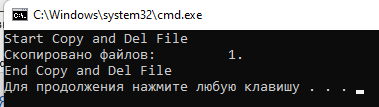 C:\Windows\system32\cmd.exe
Start Copy and Del File
Скопировано файлов:         1.
End Copy and Del File
Для продолжения нажмите любую клавишу . . .